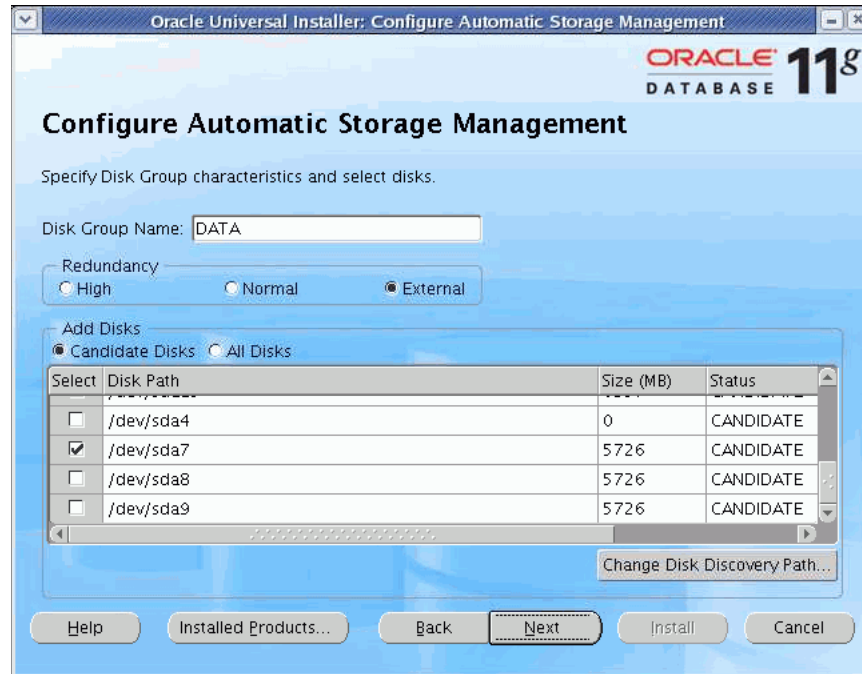 Oracle Universal Installer: Configure Automatic Storage Management
ORACLE 11g
DATABASE
Configure Automatic Storage Management
Specify Disk Group characteristics and select disks.
Disk Group Name: DATA
Redundancy
High Normal External
Add Disks
Candidate Disks All Disks
Select Disk Path Size (MB) Status
/dev/sda4 0 CANDIDATE
/dev/sda7 5726 CANDIDATE
/dev/sda8 5726 CANDIDATE
/dev/sda9 5726 CANDIDATE
Change Disk Discovery Path...
Help Installed Products... Back Next Install Cancel